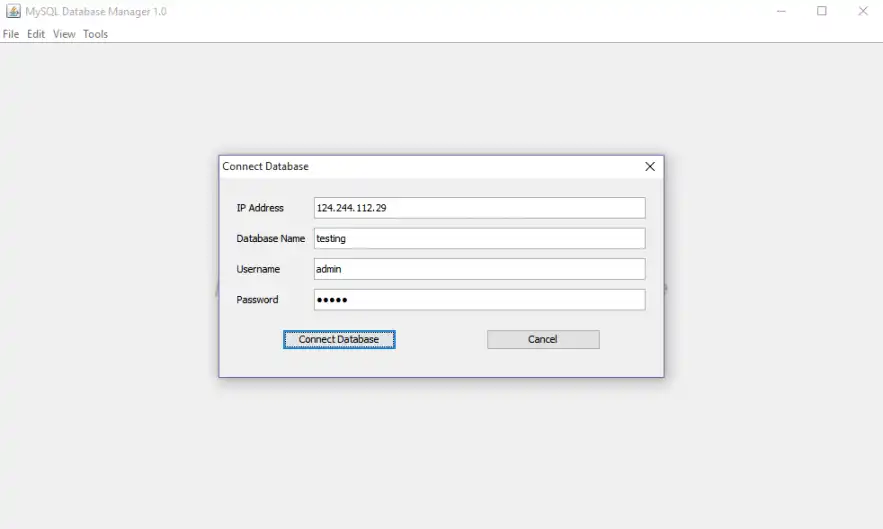 MySQL Database Manager 1.0
File Edit View Tools
Connect Database
IP Address 124.244.112.29
Database Name testing
Username admin
Password •••••
Connect Database Cancel